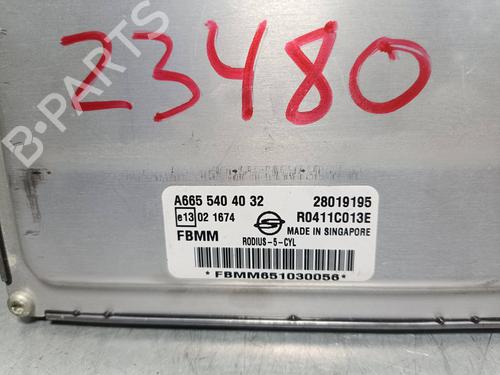 23480
B-PARTS
A665 540 40 32
28019195
e13 02 1674
R0411C013E
MADE IN SINGAPORE
FBMM
RODIUS-5-CYL
* FBMM651030056 *